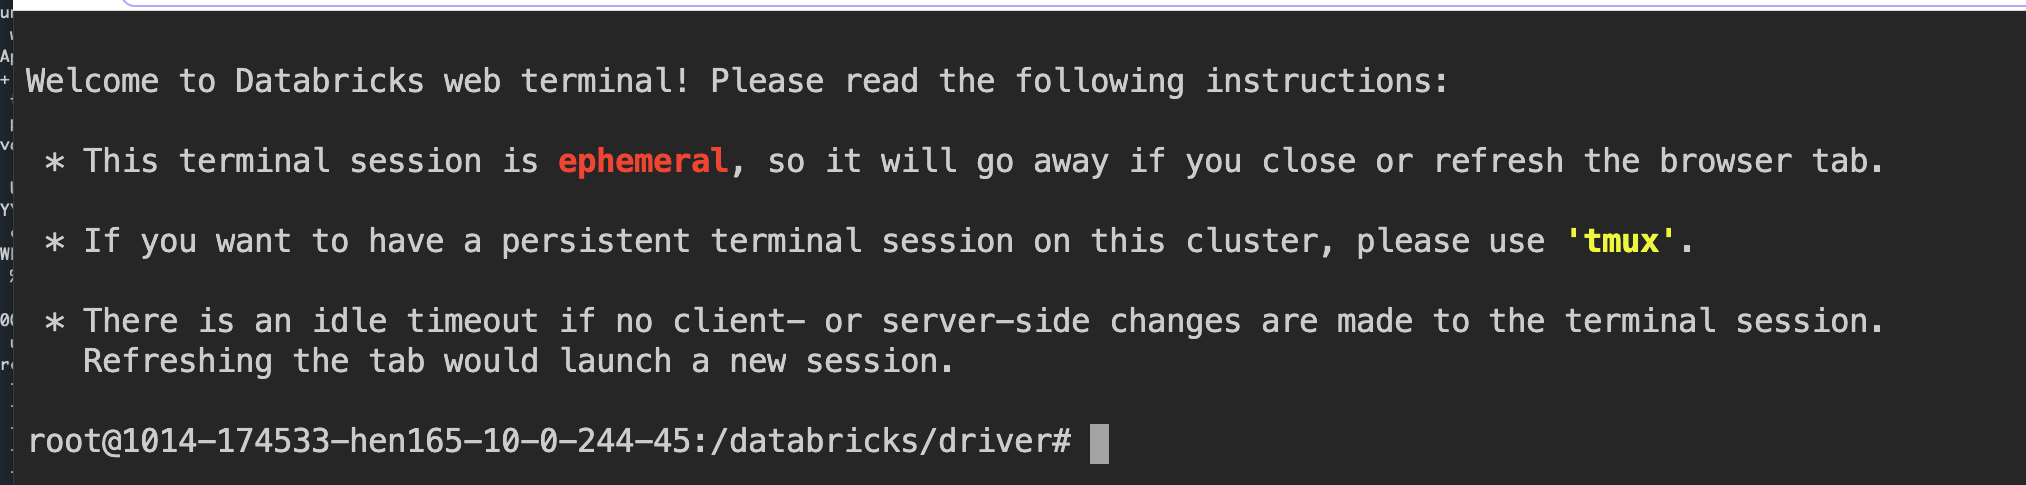 Welcome to Databricks web terminal! Please read the following instructions:
* This terminal session is ephemeral, so it will go away if you close or refresh the browser tab.
* If you want to have a persistent terminal session on this cluster, please use 'tmux'.
* There is an idle timeout if no client- or server-side changes are made to the terminal session.
Refreshing the tab would launch a new session.
root@1014-174533-hen165-10-0-244-45:/databricks/driver#